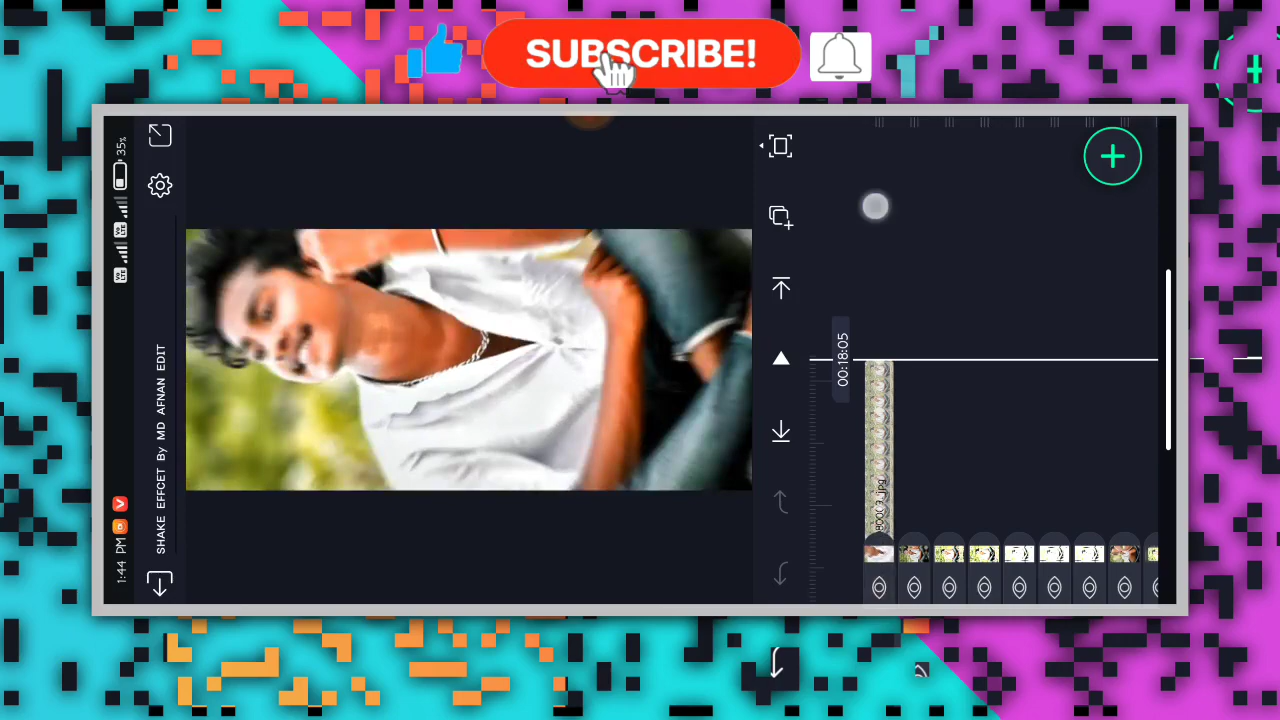 SUBSCRIBE!
35%
1:44 PM
SHAKE EFFCET By MD AFNAN EDIT
00:18:05